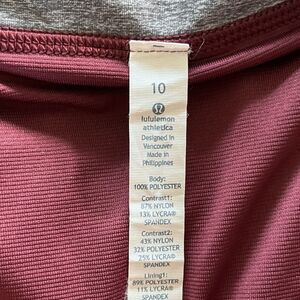 10
lululemon
athletica
Designed in
Vancouver
Made in
Philippines
Body:
100% POLYESTER
Contrast1:
87% NYLON
13% LYCRA®
SPANDEX
Contrast2:
43% NYLON
32% POLYESTER
25% LYCRA®
SPANDEX
Lining1:
89% POLYESTER
11% LYCRA®
SPANDEX